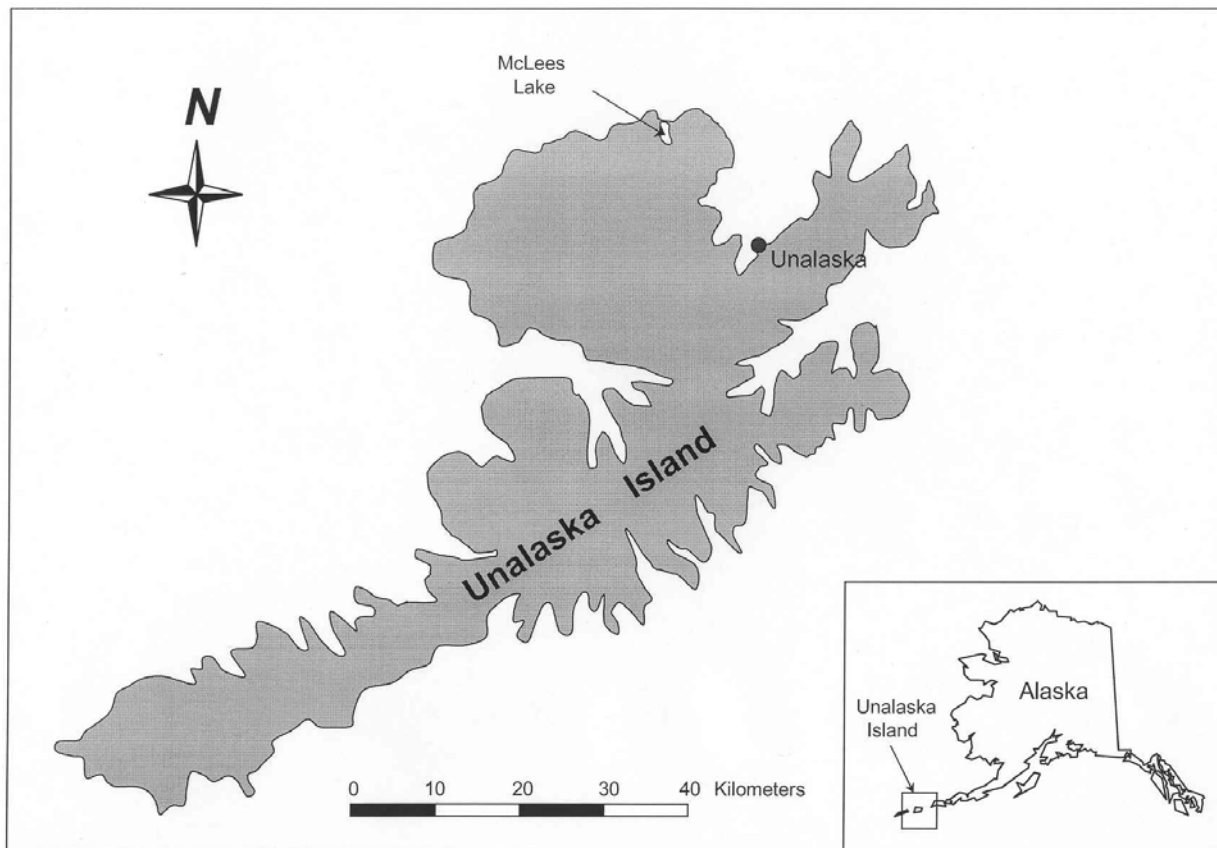 McLees
Lake
N
Unalaska
Unalaska Island
0 10 20 30 40 Kilometers
Alaska
Unalaska
Island